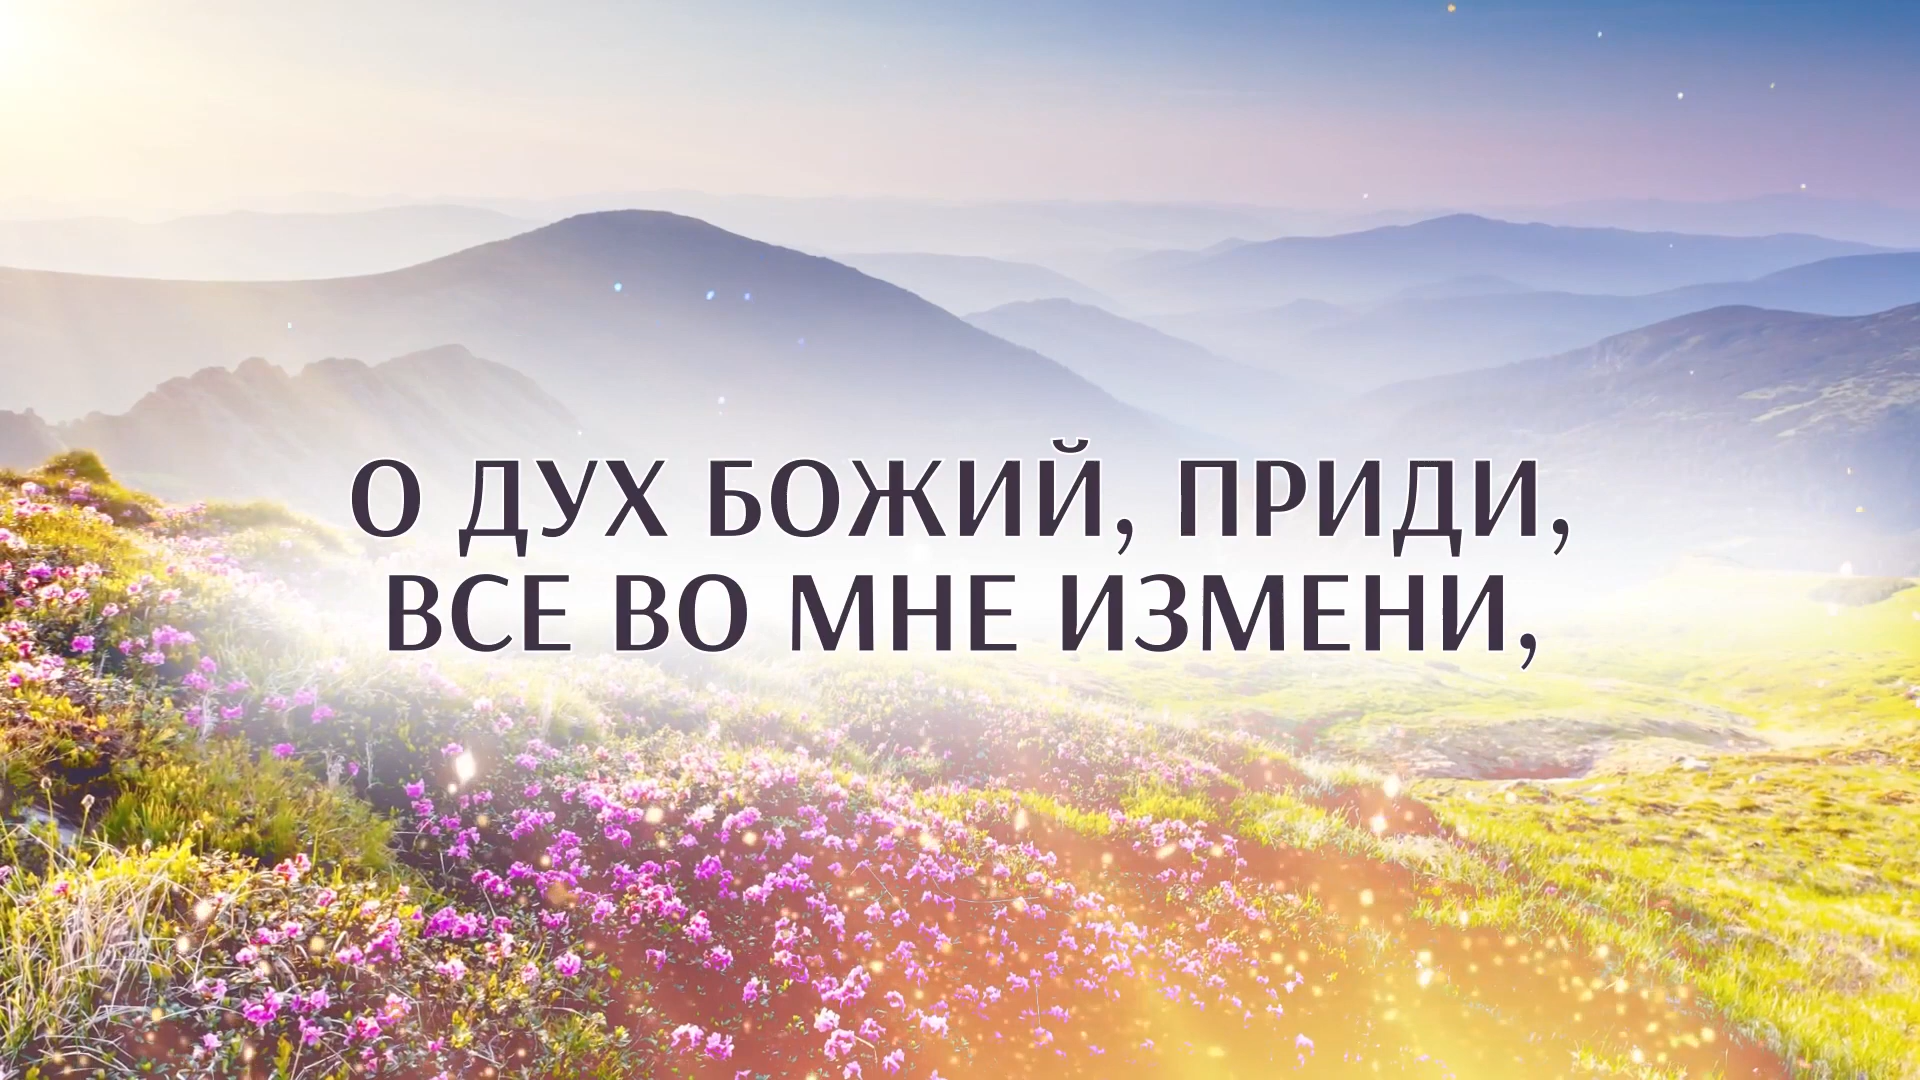 О ДУХ БОЖИЙ, ПРИДИ,
ВСЕ ВО МНЕ ИЗМЕНИ,